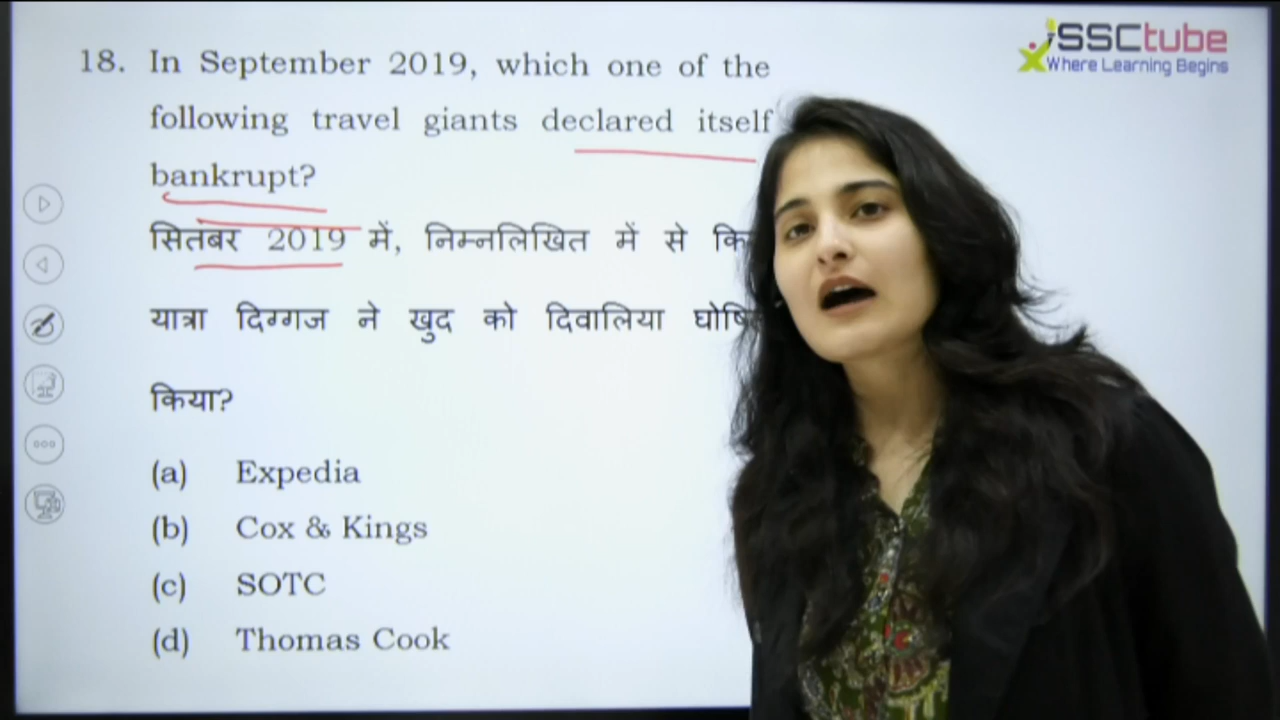 SSCtube
Where Learning Begins
18. In September 2019, which one of the
following travel giants declared itself
bankrupt?
सितंबर 2019 में, निम्नलिखित में से
यात्रा दिग्गज ने खुद को दिवालिया
किया?
(a) Expedia
(b) Cox & Kings
(c) SOTC
(d) Thomas Cook